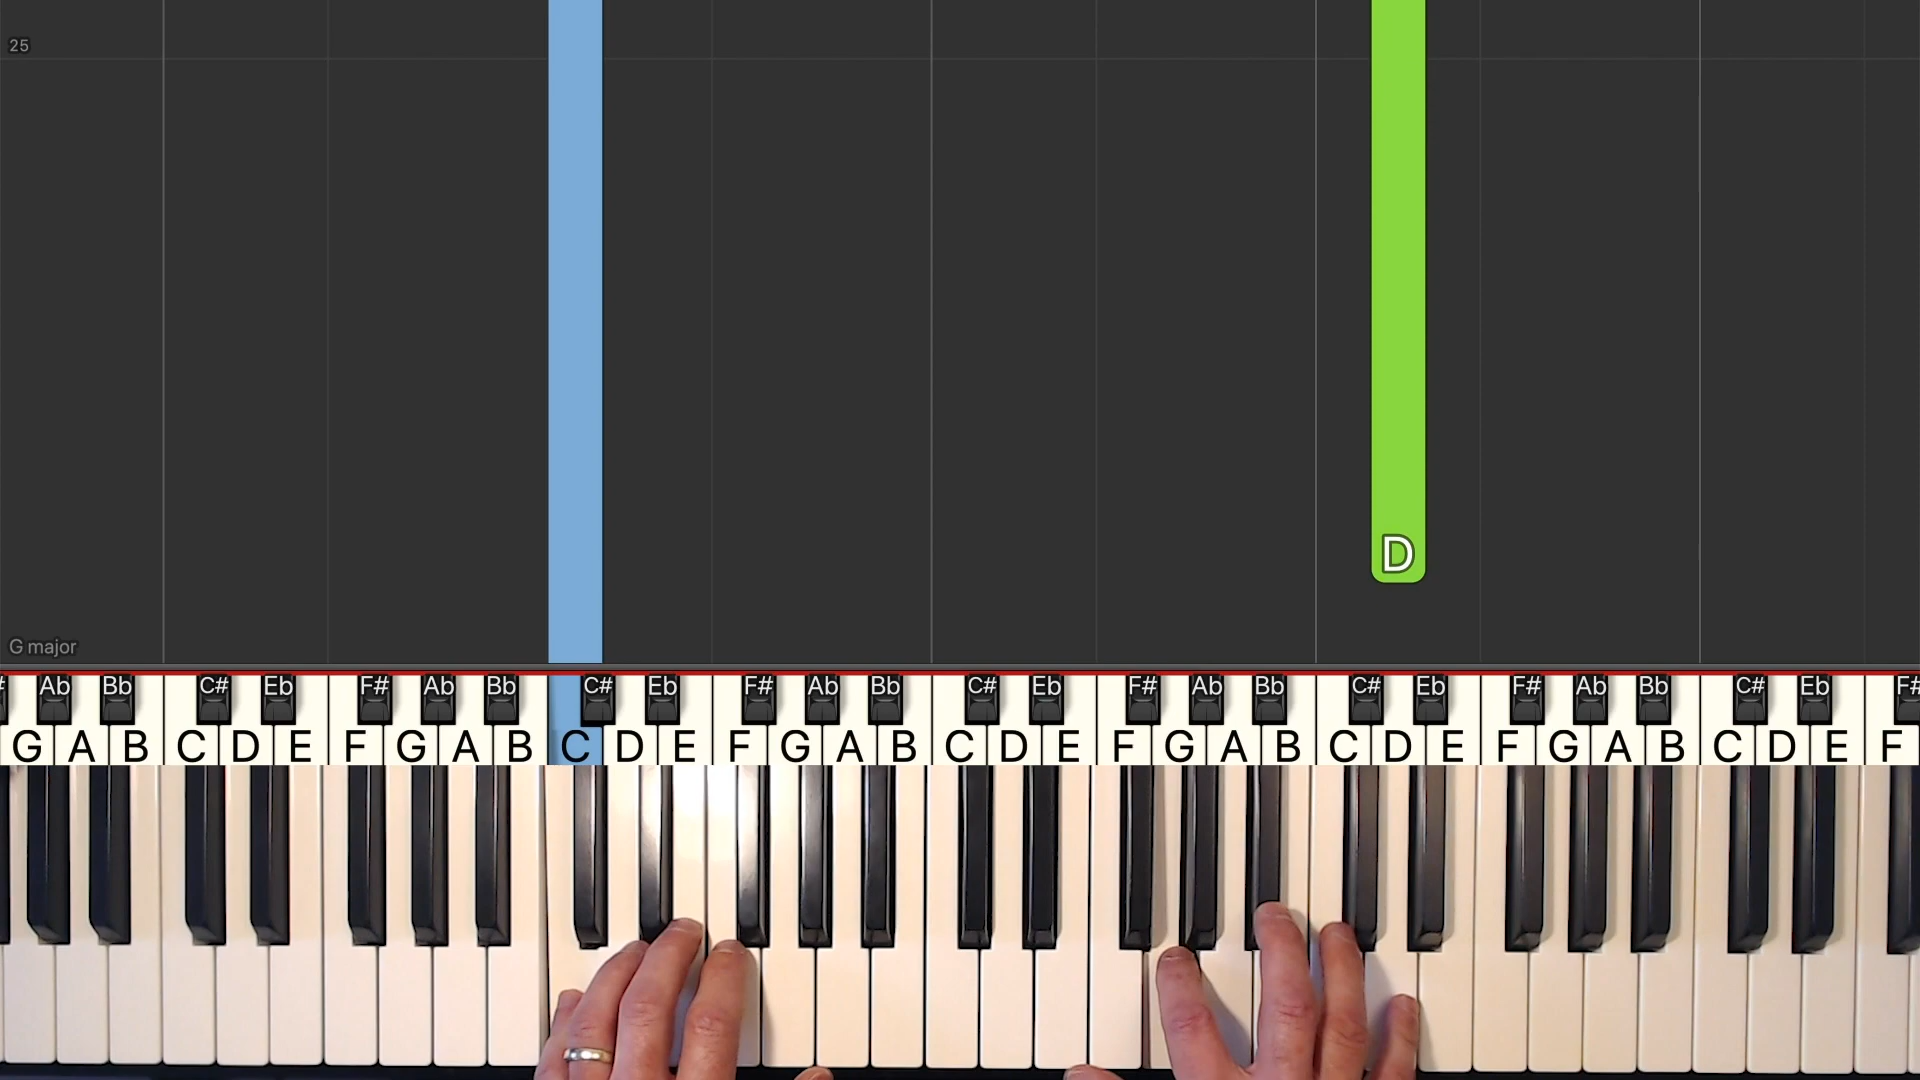 25
D
G major
# Ab Bb C# Eb F# Ab Bb C# Eb F# Ab Bb C# Eb F# Ab Bb C# Eb F# Ab Bb C# Eb F#
G A B C D E F G A B C D E F G A B C D E F G A B C D E F G A B C D E F